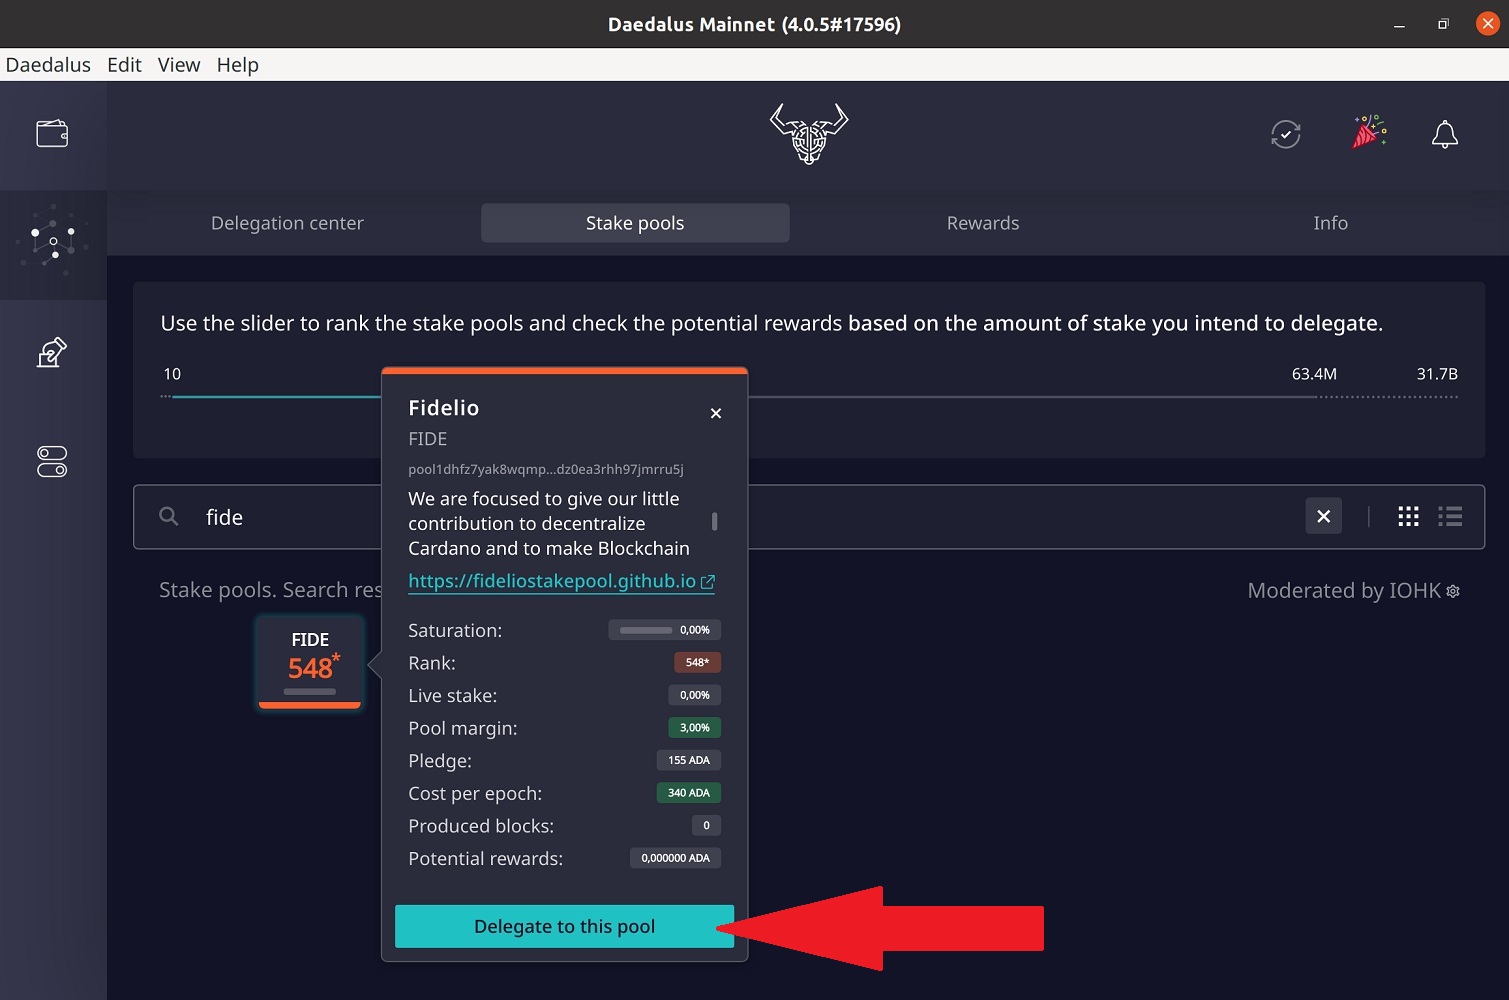 Daedalus Mainnet (4.0.5#17596)
Daedalus Edit View Help
Delegation center Stake pools Rewards Info
Use the slider to rank the stake pools and check the potential rewards based on the amount of stake you intend to delegate.
10 63.4M 31.7B
Fidelio
FIDE
pool1dhfz7yak8wqmp...dz0ea3rhh97jmrru5j
We are focused to give our little
contribution to decentralize
Cardano and to make Blockchain
https://fideliostakepool.github.io
fide
Stake pools. Search res
Moderated by IOHK
FIDE
548*
Saturation: 0,00%
Rank: 548*
Live stake: 0,00%
Pool margin: 3,00%
Pledge: 155 ADA
Cost per epoch: 340 ADA
Produced blocks: 0
Potential rewards: 0,000000 ADA
Delegate to this pool